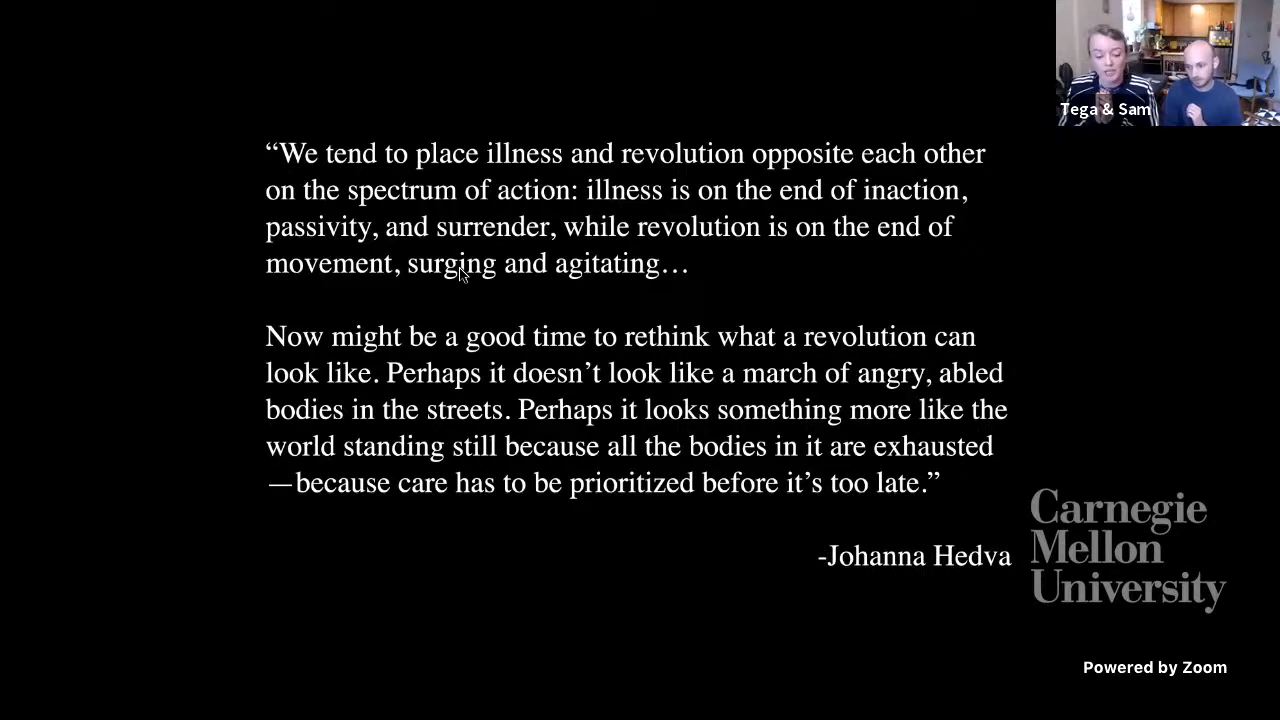 Tega & Sam
“We tend to place illness and revolution opposite each other
on the spectrum of action: illness is on the end of inaction,
passivity, and surrender, while revolution is on the end of
movement, surging and agitating…
Now might be a good time to rethink what a revolution can
look like. Perhaps it doesn’t look like a march of angry, abled
bodies in the streets. Perhaps it looks something more like the
world standing still because all the bodies in it are exhausted
—because care has to be prioritized before it’s too late.”
-Johanna Hedva
Carnegie
Mellon
University
Powered by Zoom